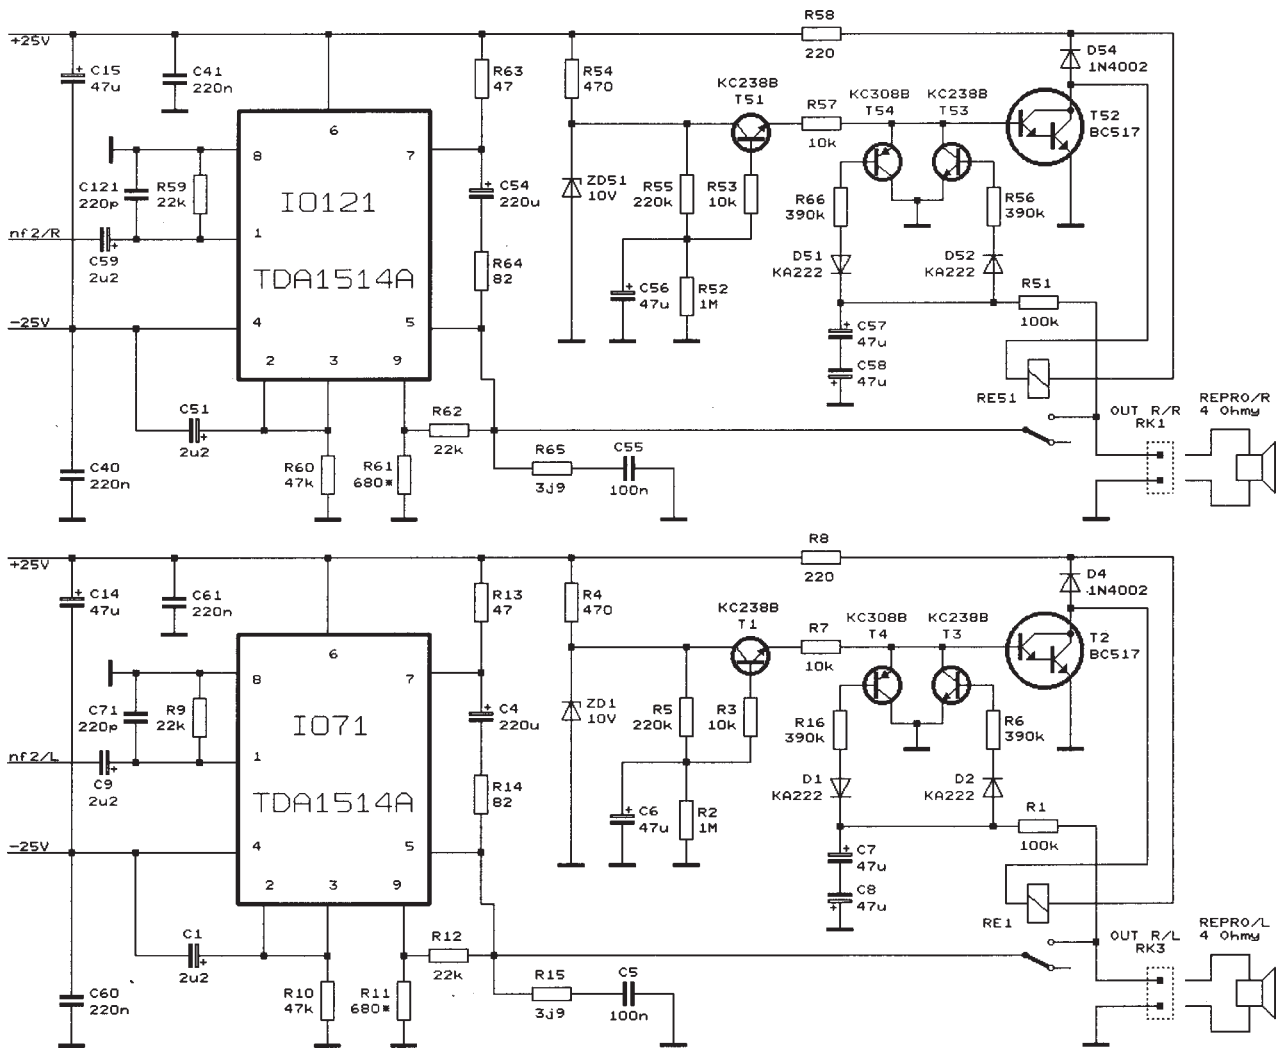 R58
220
+25V
C15
47u
C41
220n
R63
47
R54
470
D54
1N4002
KC238B
T51
R57
10k
KC308B
T54
KC238B
T53
T52
BC517
6
8
7
C121
220p
R59
22k
IO121
C54
220u
ZD51
10V
R55
220k
R53
10k
R66
390k
R56
390k
nf2/R
1
C59
2u2
TDA1514A
R64
82
D51
KA222
D52
KA222
C56
47u
R52
1M
R51
100k
-25V
4
5
C57
47u
2
3
9
C58
47u
RE51
C51
2u2
R62
22k
OUT R/R
RK1
REPRO/R
4 Ohmy
C40
220n
R60
47k
R61
680*
R65
3j9
C55
100n
R8
220
+25V
C14
47u
C61
220n
R13
47
R4
470
D4
1N4002
KC238B
T1
R7
10k
KC308B
T4
KC238B
T3
T2
BC517
6
8
7
C71
220p
R9
22k
IO71
C4
220u
ZD1
10V
R5
220k
R3
10k
R16
390k
R6
390k
nf2/L
1
C9
2u2
TDA1514A
R14
82
D1
KA222
D2
KA222
C6
47u
R2
1M
R1
100k
-25V
4
5
C7
47u
2
3
9
C8
47u
RE1
C1
2u2
R12
22k
OUT R/L
RK3
REPRO/L
4 Ohmy
C60
220n
R10
47k
R11
680*
R15
3j9
C5
100n